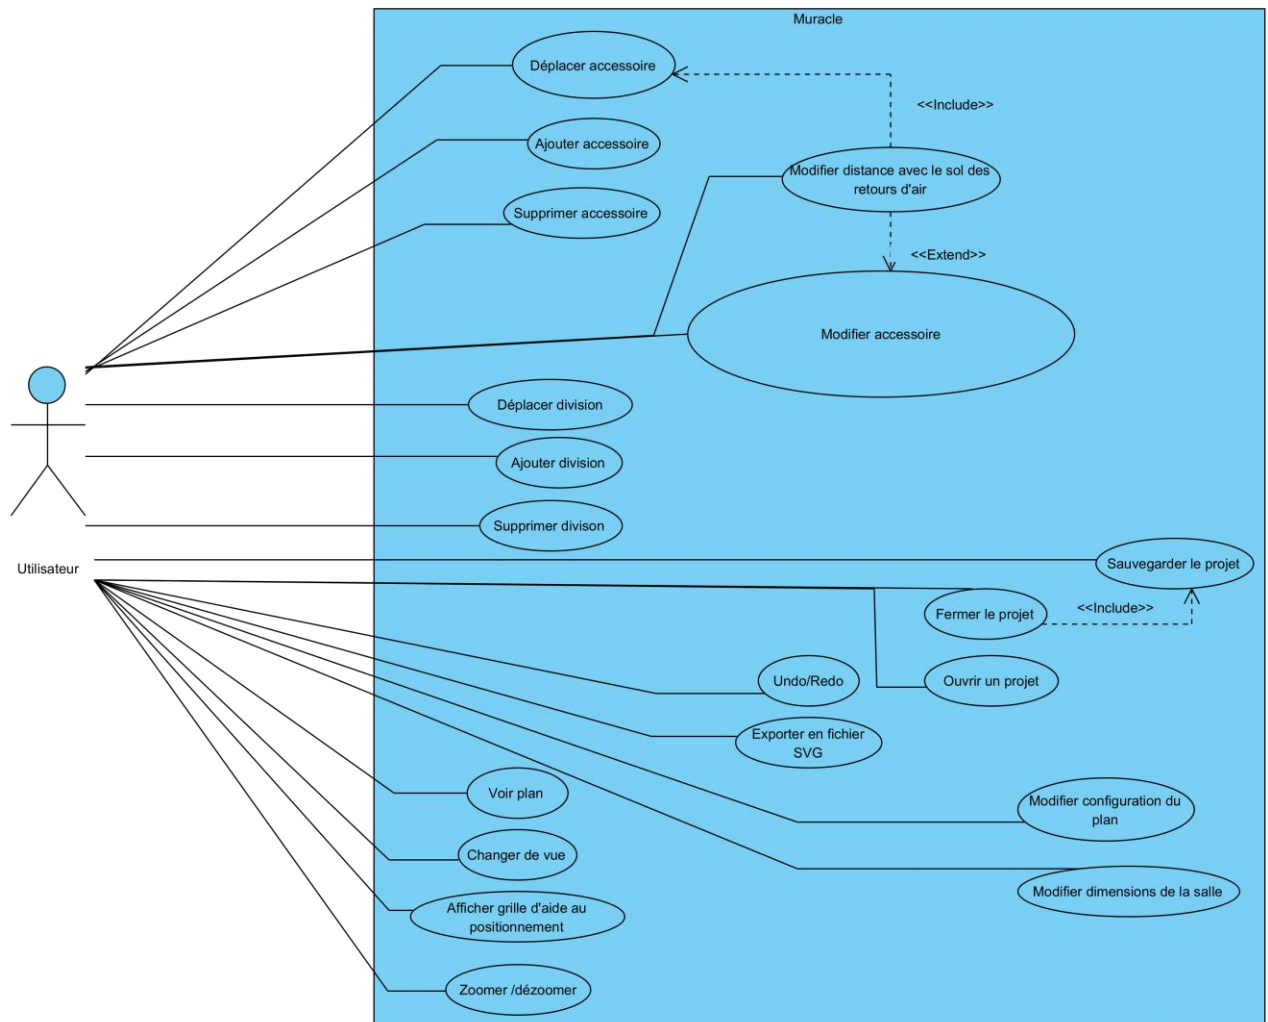 Muracle
Déplacer accessoire
<<Include>>
Ajouter accessoire
Modifier distance avec le sol des
retours d'air
Supprimer accessoire
<<Extend>>
Modifier accessoire
Déplacer division
Ajouter division
Supprimer divison
Utilisateur
Sauvegarder le projet
Fermer le projet
<<Include>>
Undo/Redo
Ouvrir un projet
Exporter en fichier
SVG
Voir plan
Modifier configuration du
plan
Changer de vue
Modifier dimensions de la salle
Afficher grille d'aide au
positionnement
Zoomer /dézoomer